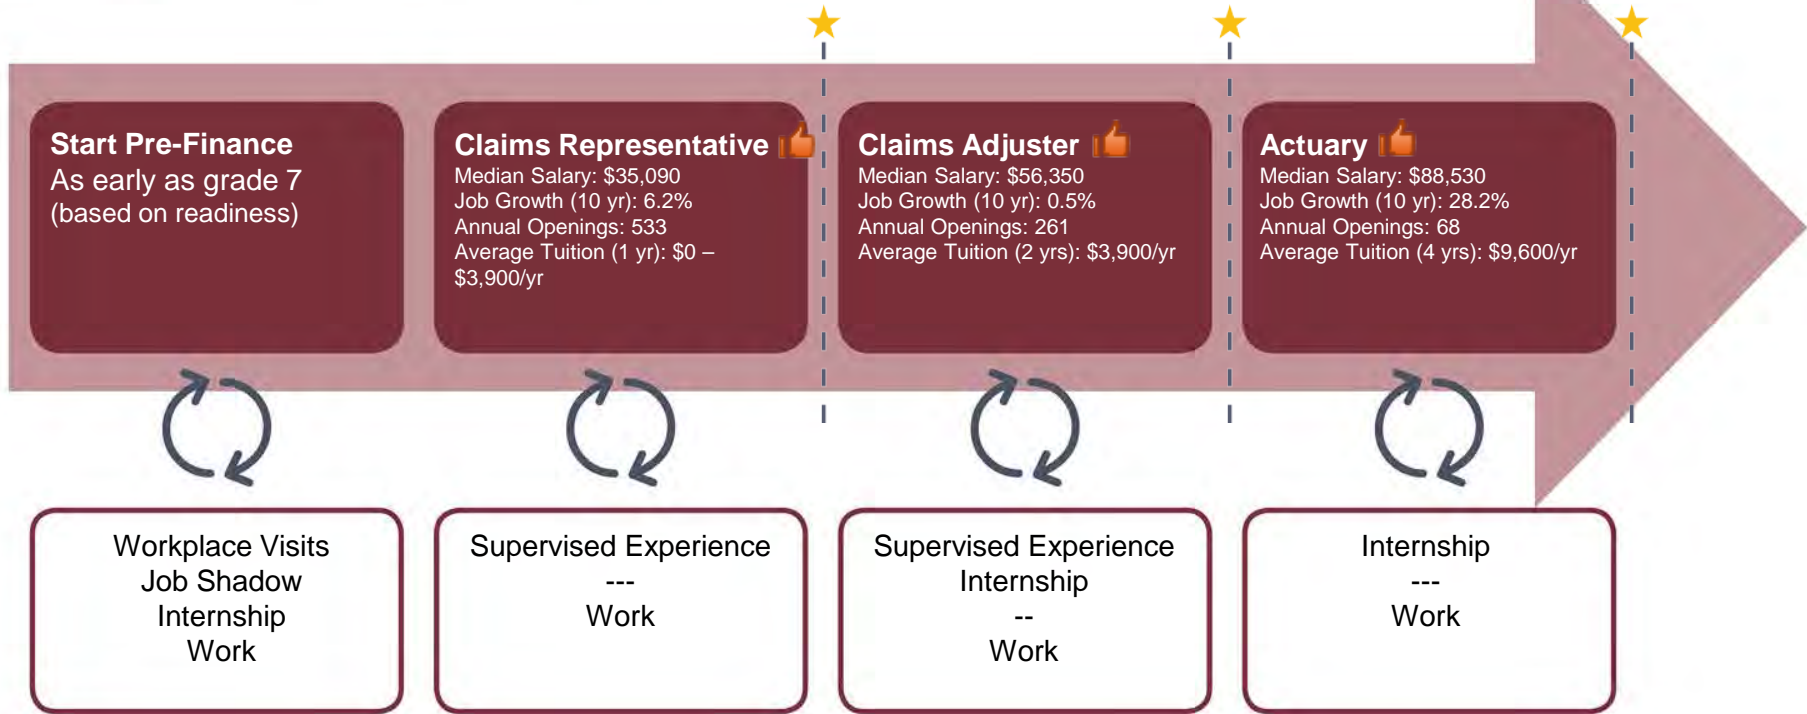 Start Pre-Finance
As early as grade 7
(based on readiness)
Claims Representative
Median Salary: $35,090
Job Growth (10 yr): 6.2%
Annual Openings: 533
Average Tuition (1 yr): $0 –
$3,900/yr
Claims Adjuster
Median Salary: $56,350
Job Growth (10 yr): 0.5%
Annual Openings: 261
Average Tuition (2 yrs): $3,900/yr
Actuary
Median Salary: $88,530
Job Growth (10 yr): 28.2%
Annual Openings: 68
Average Tuition (4 yrs): $9,600/yr
Workplace Visits
Job Shadow
Internship
Work
Supervised Experience
---
Work
Supervised Experience
Internship
--
Work
Internship
---
Work